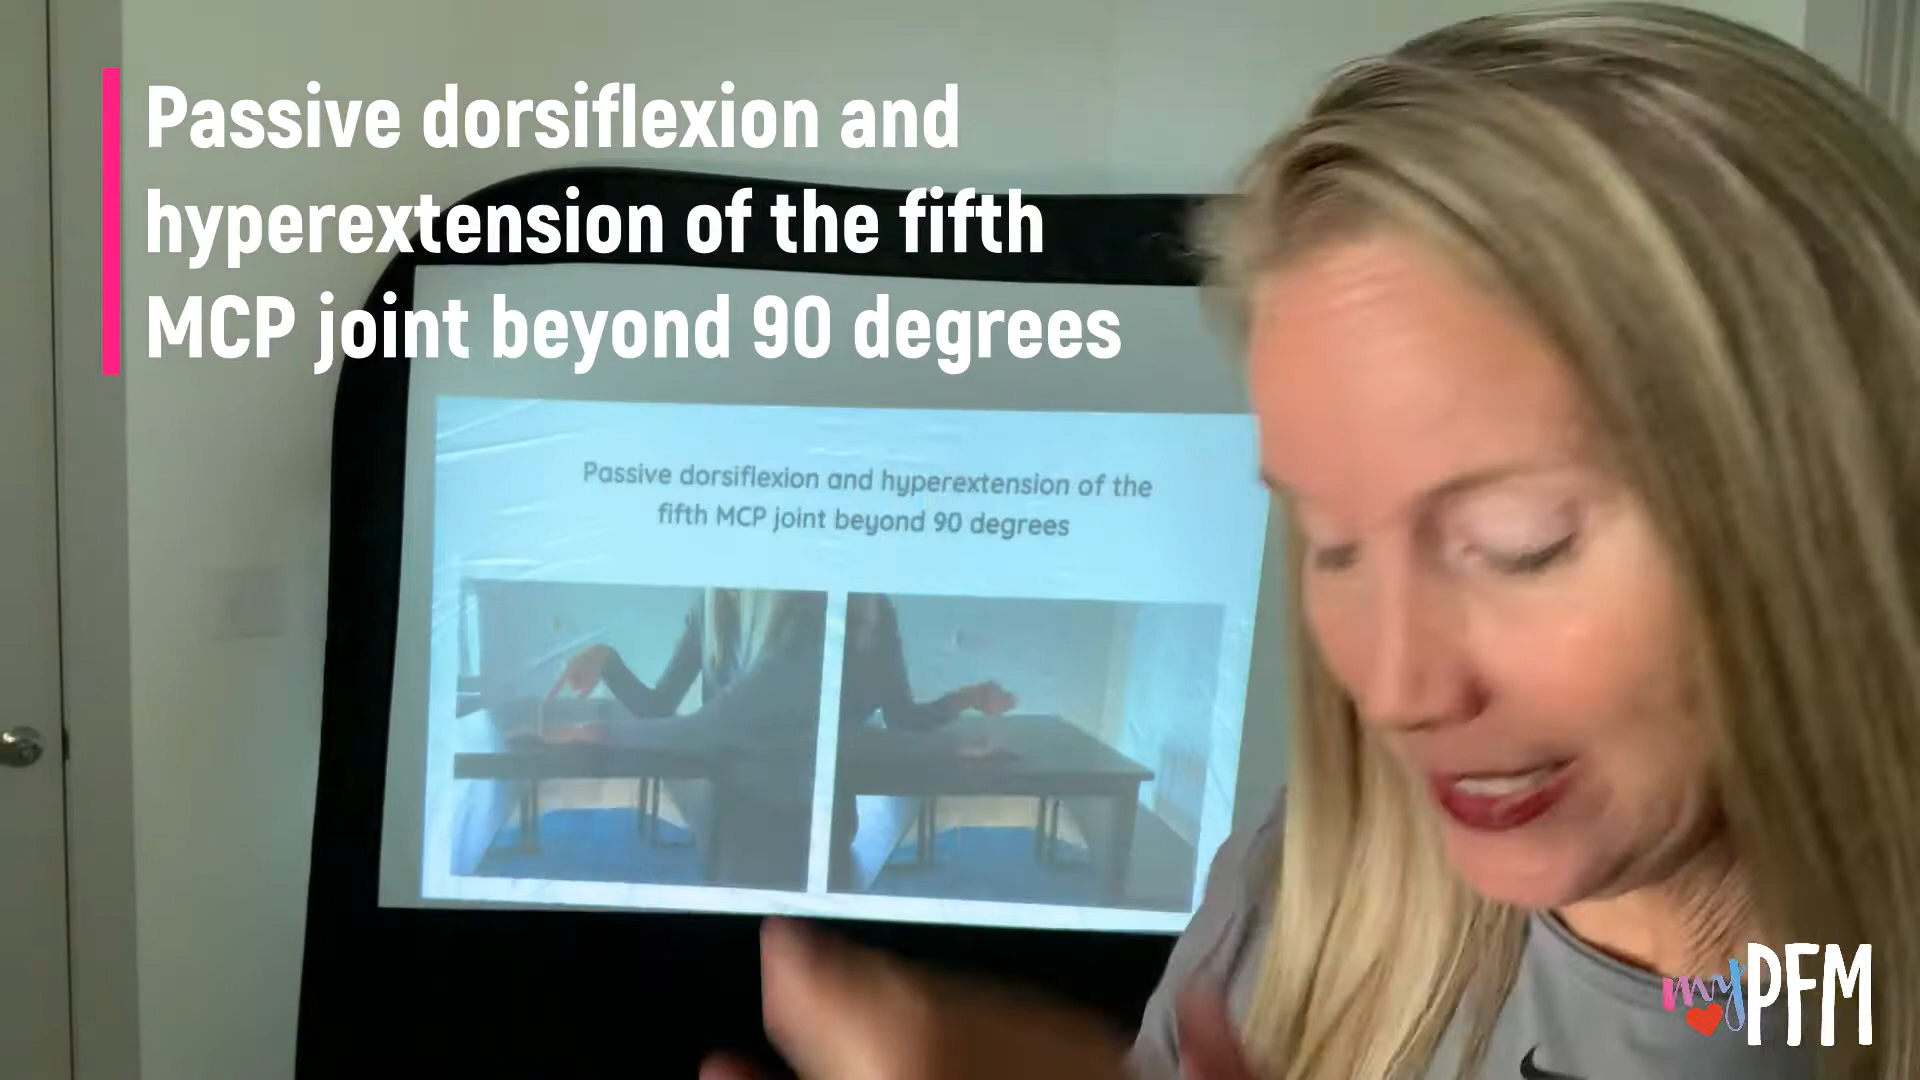 Passive dorsiflexion and
hyperextension of the fifth
MCP joint beyond 90 degrees
Passive dorsiflexion and hyperextension of the
fifth MCP joint beyond 90 degrees
myPFM